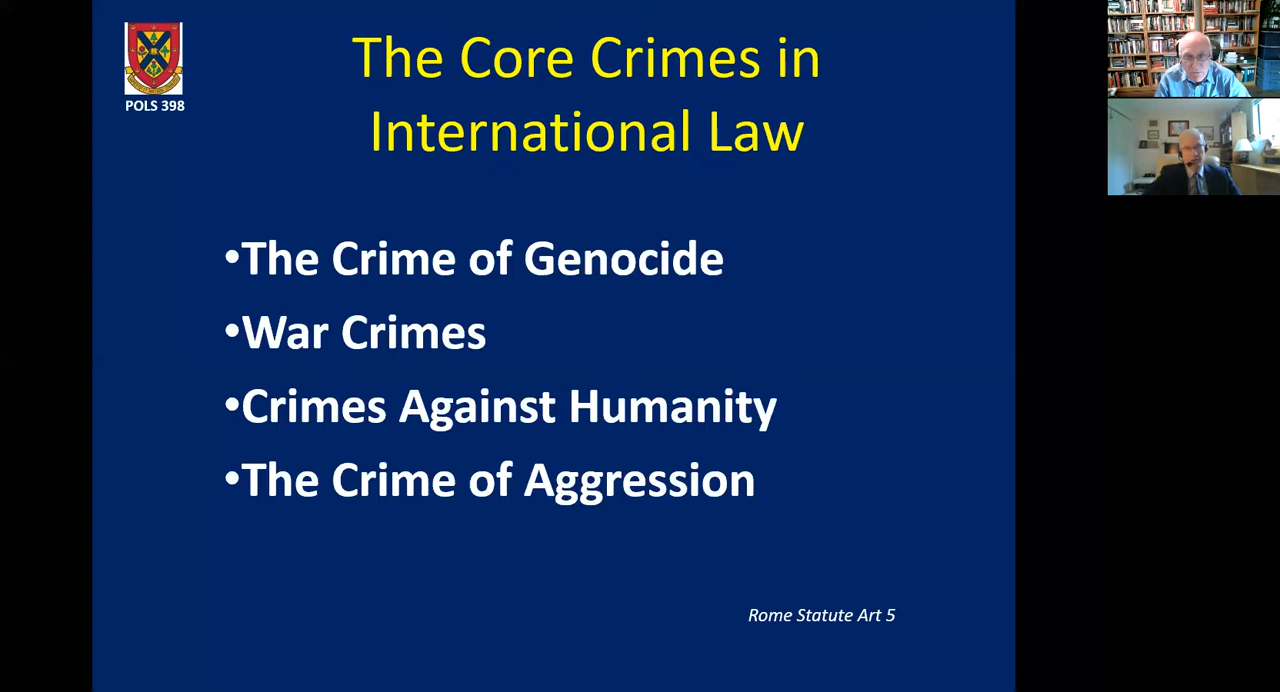 POLS 398
The Core Crimes in
International Law
•The Crime of Genocide
•War Crimes
•Crimes Against Humanity
•The Crime of Aggression
Rome Statute Art 5